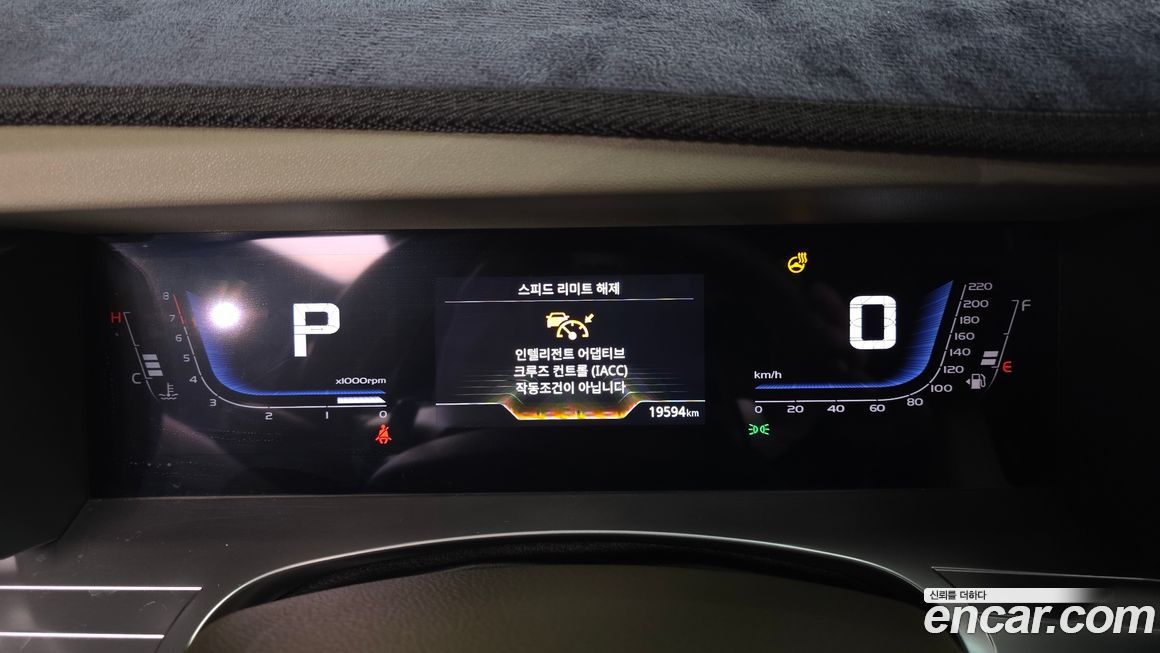 스피드 리미트 해제
인텔리전트 어댑티브
크루즈 컨트롤 (IACC)
작동조건이 아닙니다
19594km
H
C
8
7
6
5
4
3
2
1
0
x1000rpm
P
0
km/h
0
20
40
60
80
100
120
140
160
180
200
220
F
E
신뢰를 더하다
encar.com